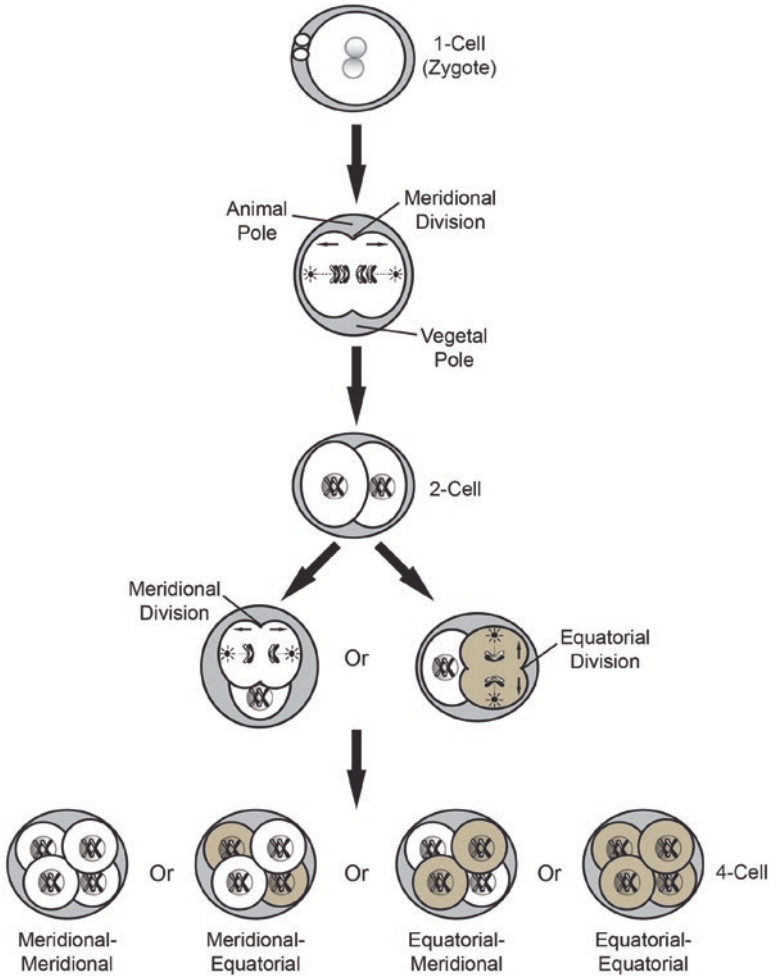 1-Cell
(Zygote)
Animal
Pole
Meridional
Division
Vegetal
Pole
2-Cell
Meridional
Division
Or
Equatorial
Division
Or
Or
Or
4-Cell
Meridional-
Meridional
Meridional-
Equatorial
Equatorial-
Meridional
Equatorial-
Equatorial